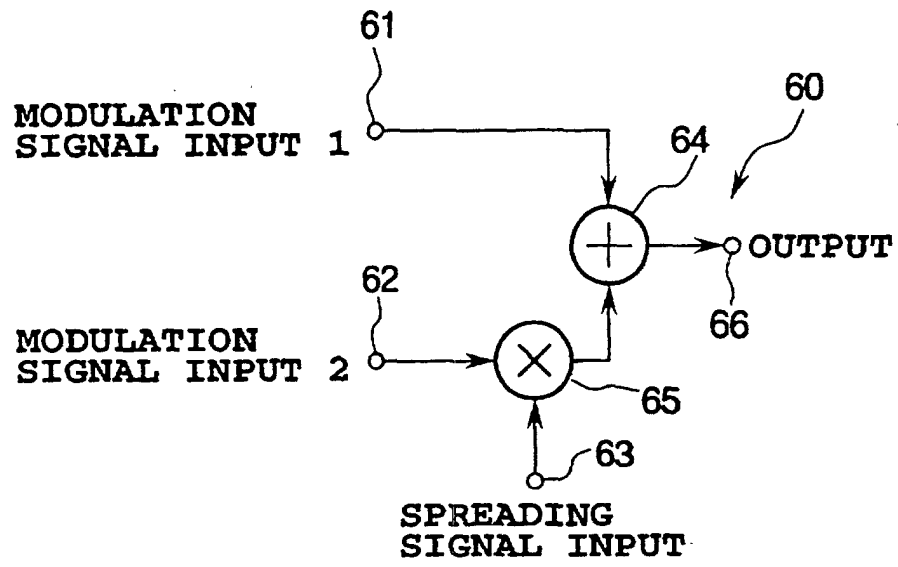 61
MODULATION
SIGNAL INPUT 1
60
64
OUTPUT
66
62
MODULATION
SIGNAL INPUT 2
65
63
SPREADING
SIGNAL INPUT